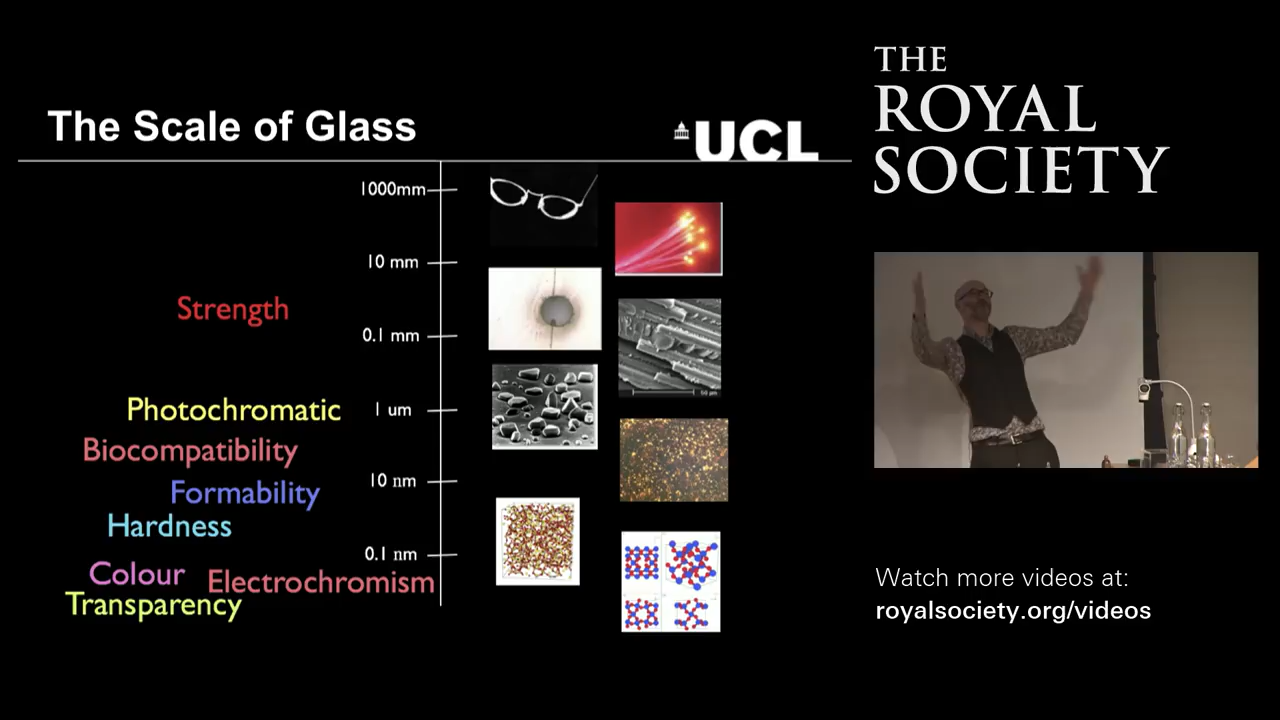 The Scale of Glass
UCL
1000mm
10 mm
Strength
0.1 mm
Photochromatic
1 um
Biocompatibility
10 nm
Formability
Hardness
0.1 nm
Colour
Electrochromism
Transparency
THE
ROYAL
SOCIETY
Watch more videos at:
royalsociety.org/videos